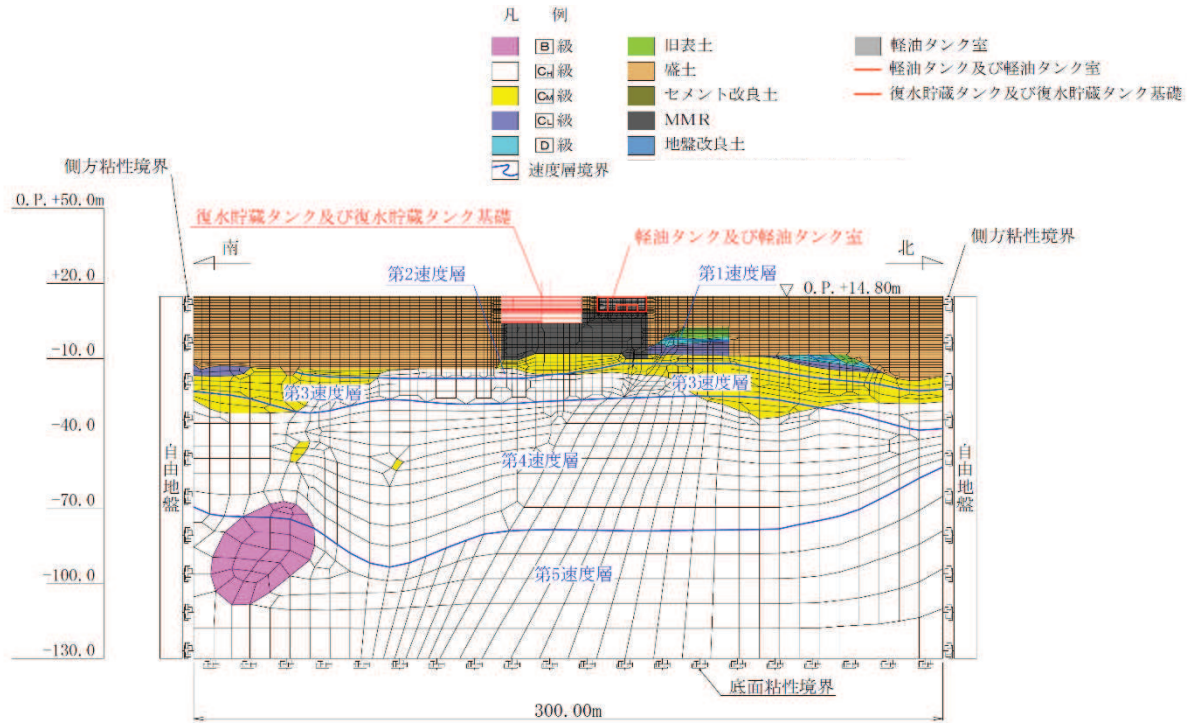 凡 例
B 級
CH 級
CM 級
CL 級
D 級
速度層境界
旧表土
盛土
セメント改良土
MMR
地盤改良土
軽油タンク室
軽油タンク及び軽油タンク室
復水貯蔵タンク及び復水貯蔵タンク基礎
側方粘性境界
O.P.+50.0m
復水貯蔵タンク及び復水貯蔵タンク基礎
軽油タンク及び軽油タンク室
側方粘性境界
南
北
+20.0
第2速度層
第1速度層
O.P.+14.80m
-10.0
第3速度層
第3速度層
-40.0
自由地盤
第4速度層
自由地盤
-70.0
第5速度層
-100.0
-130.0
底面粘性境界
300.00m